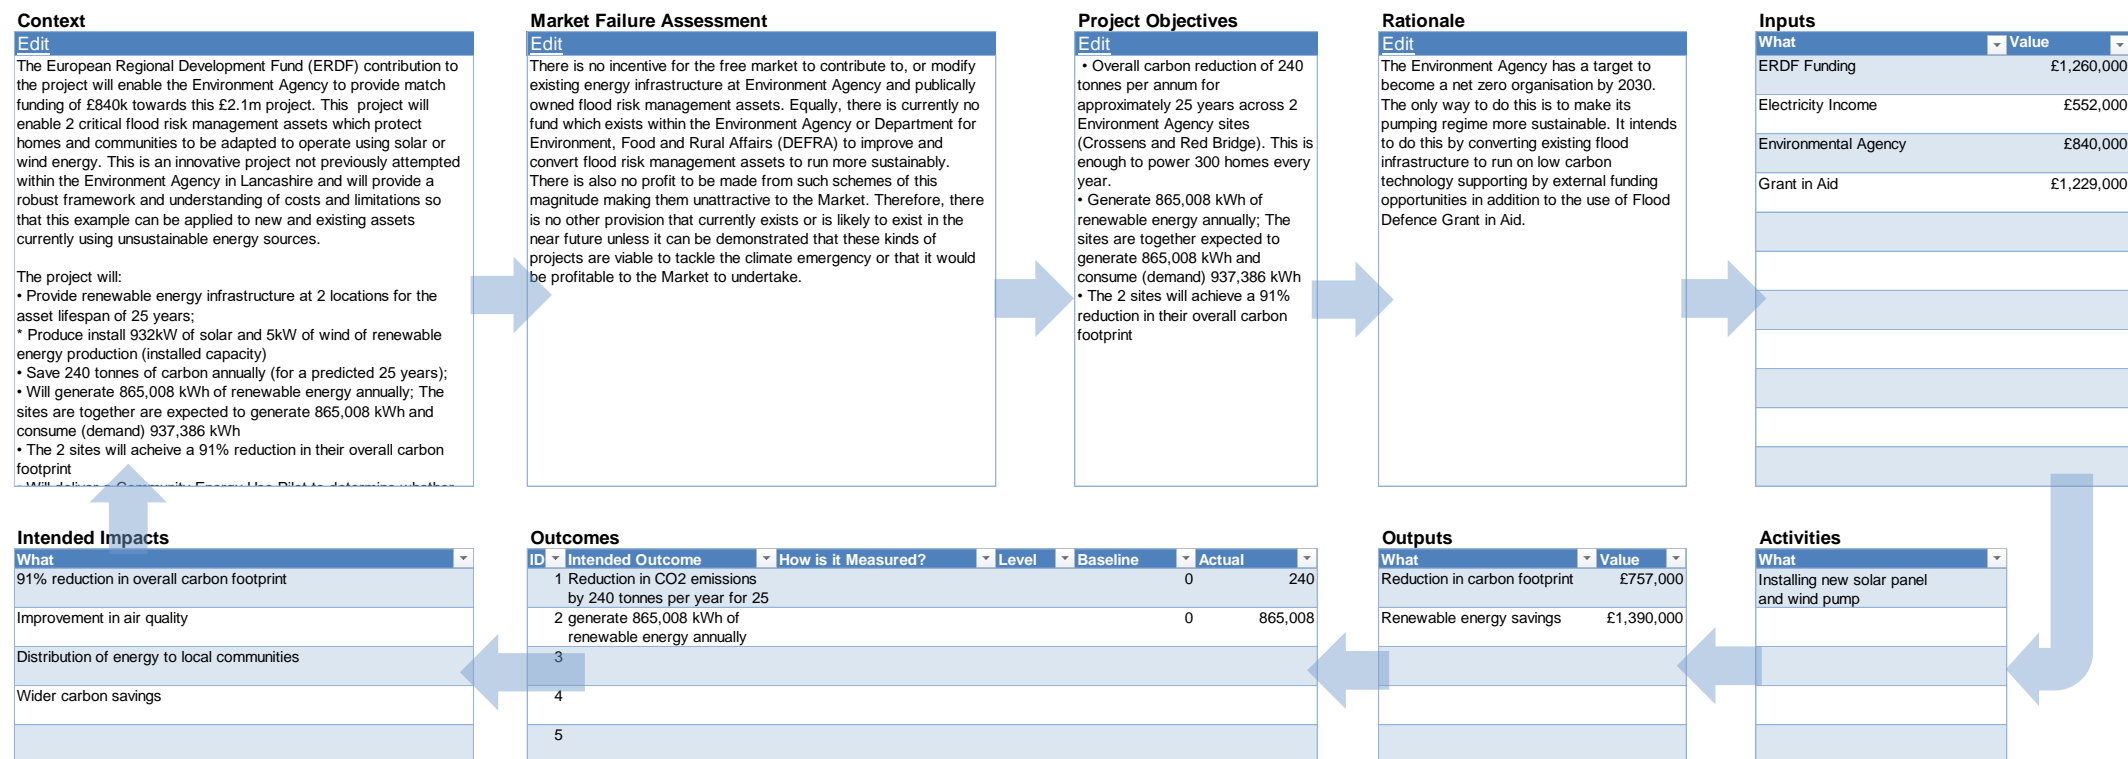 Context
Edit
The European Regional Development Fund (ERDF) contribution to
the project will enable the Environment Agency to provide match
funding of £840k towards this £2.1m project. This project will
enable 2 critical flood risk management assets which protect
homes and communities to be adapted to operate using solar or
wind energy. This is an innovative project not previously attempted
within the Environment Agency in Lancashire and will provide a
robust framework and understanding of costs and limitations so
that this example can be applied to new and existing assets
currently using unsustainable energy sources.
The project will:
• Provide renewable energy infrastructure at 2 locations for the
asset lifespan of 25 years;
* Produce install 932kW of solar and 5kW of wind of renewable
energy production (installed capacity)
• Save 240 tonnes of carbon annually (for a predicted 25 years);
• Will generate 865,008 kWh of renewable energy annually; The
sites are together are expected to generate 865,008 kWh and
consume (demand) 937,386 kWh
• The 2 sites will acheive a 91% reduction in their overall carbon
footprint
• Will deliver a Community Energy Use Pilot to determine whether
Market Failure Assessment
Edit
There is no incentive for the free market to contribute to, or modify
existing energy infrastructure at Environment Agency and publically
owned flood risk management assets. Equally, there is currently no
fund which exists within the Environment Agency or Department for
Environment, Food and Rural Affairs (DEFRA) to improve and
convert flood risk management assets to run more sustainably.
There is also no profit to be made from such schemes of this
magnitude making them unattractive to the Market. Therefore, there
is no other provision that currently exists or is likely to exist in the
near future unless it can be demonstrated that these kinds of
projects are viable to tackle the climate emergency or that it would
be profitable to the Market to undertake.
Project Objectives
Edit
• Overall carbon reduction of 240
tonnes per annum for
approximately 25 years across 2
Environment Agency sites
(Crossens and Red Bridge). This is
enough to power 300 homes every
year.
• Generate 865,008 kWh of
renewable energy annually; The
sites are together expected to
generate 865,008 kWh and
consume (demand) 937,386 kWh
• The 2 sites will achieve a 91%
reduction in their overall carbon
footprint
Rationale
Edit
The Environment Agency has a target to
become a net zero organisation by 2030.
The only way to do this is to make its
pumping regime more sustainable. It intends
to do this by converting existing flood
infrastructure to run on low carbon
technology supporting by external funding
opportunities in addition to the use of Flood
Defence Grant in Aid.
Inputs
What Value
ERDF Funding £1,260,000
Electricity Income £552,000
Environmental Agency £840,000
Grant in Aid £1,229,000
Intended Impacts
What
91% reduction in overall carbon footprint
Improvement in air quality
Distribution of energy to local communities
Wider carbon savings
Outcomes
ID Intended Outcome How is it Measured? Level Baseline Actual
1 Reduction in CO2 emissions 0 240
by 240 tonnes per year for 25
2 generate 865,008 kWh of 0 865,008
renewable energy annually
3
4
5
Outputs
What Value
Reduction in carbon footprint £757,000
Renewable energy savings £1,390,000
Activities
What
Installing new solar panel
and wind pump